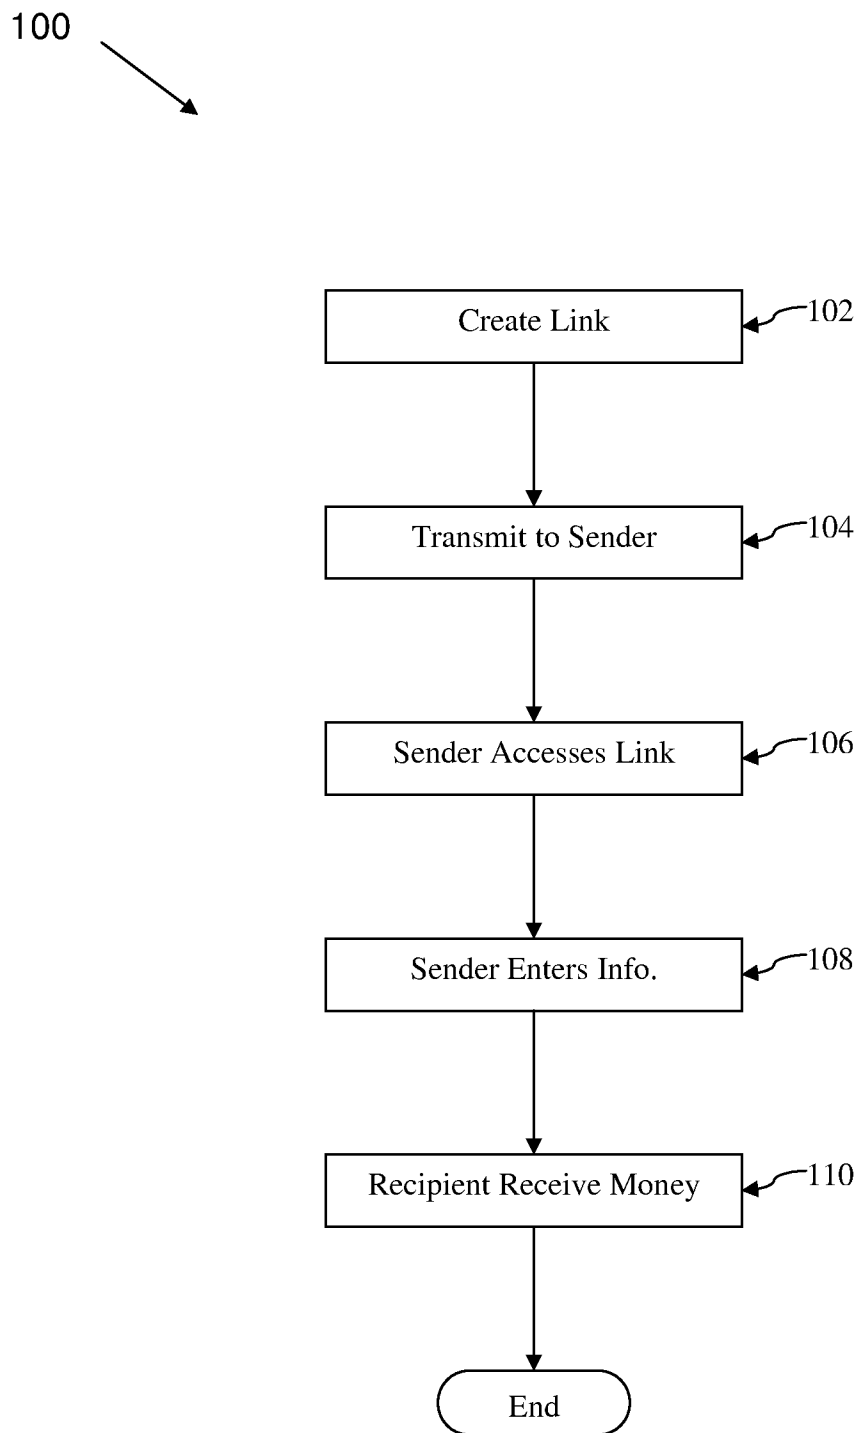 100
Create Link
102
Transmit to Sender
104
Sender Accesses Link
106
Sender Enters Info.
108
Recipient Receive Money
110
End